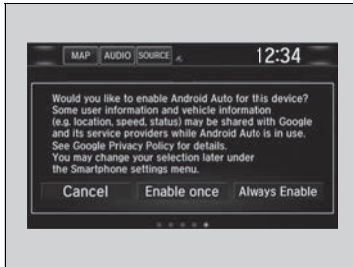 MAP AUDIO SOURCE 12:34
Would you like to enable Android Auto for this device?
Some user information and vehicle information
(e.g. location, speed, status) may be shared with Google
and its service providers while Android Auto is in use.
See Google Privacy Policy for details.
You may change your selection later under
the Smartphone settings menu.
Cancel Enable once Always Enable